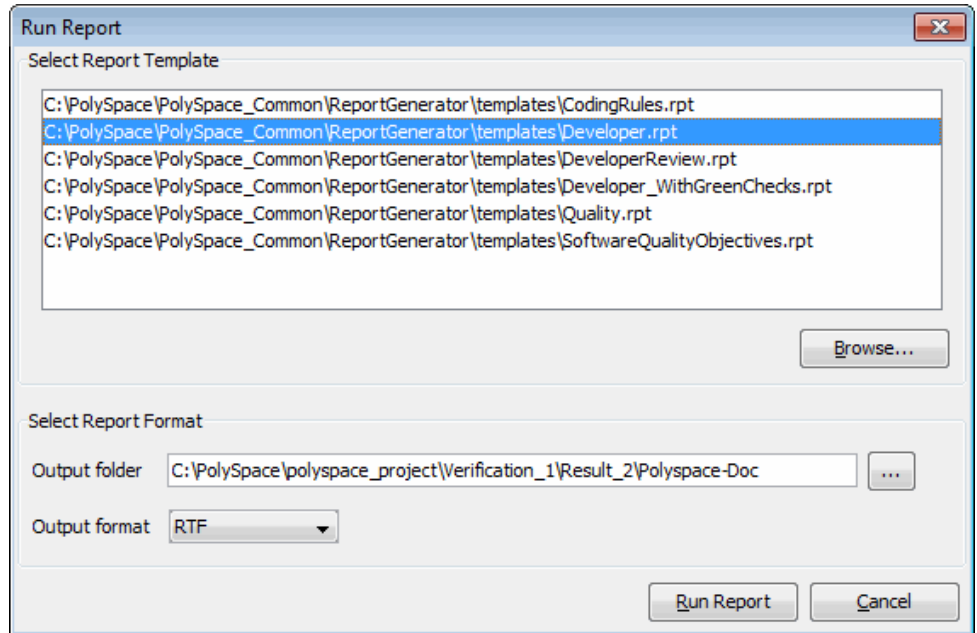 Run Report
Select Report Template
C:\PolySpace\PolySpace_Common\ReportGenerator\templates\CodingRules.rpt
C:\PolySpace\PolySpace_Common\ReportGenerator\templates\Developer.rpt
C:\PolySpace\PolySpace_Common\ReportGenerator\templates\DeveloperReview.rpt
C:\PolySpace\PolySpace_Common\ReportGenerator\templates\Developer_WithGreenChecks.rpt
C:\PolySpace\PolySpace_Common\ReportGenerator\templates\Quality.rpt
C:\PolySpace\PolySpace_Common\ReportGenerator\templates\SoftwareQualityObjectives.rpt
Browse...
Select Report Format
Output folder C:\PolySpace\polyspace_project\Verification_1\Result_2\Polyspace-Doc ...
Output format RTF
Run Report Cancel